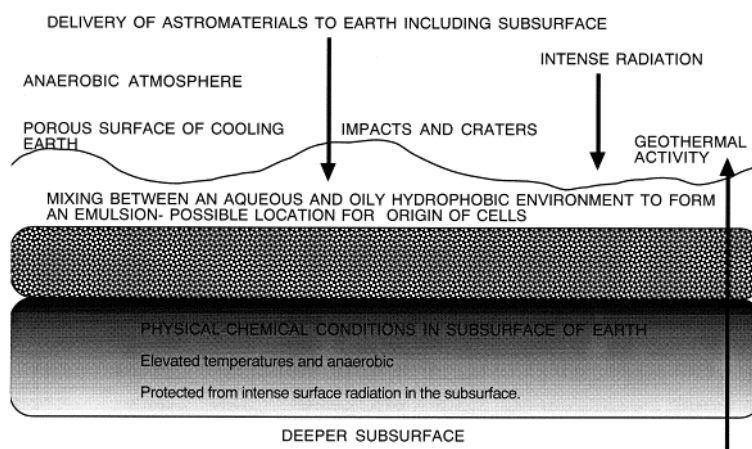 DELIVERY OF ASTROMATERIALS TO EARTH INCLUDING SUBSURFACE
INTENSE RADIATION
ANAEROBIC ATMOSPHERE
POROUS SURFACE OF COOLING
EARTH
IMPACTS AND CRATERS
GEOTHERMAL
ACTIVITY
MIXING BETWEEN AN AQUEOUS AND OILY HYDROPHOBIC ENVIRONMENT TO FORM
AN EMULSION- POSSIBLE LOCATION FOR ORIGIN OF CELLS
PHYSICAL-CHEMICAL CONDITIONS IN SUBSURFACE OF EARTH
Elevated temperatures and anaerobic
Protected from intense surface radiation in the subsurface.
DEEPER SUBSURFACE